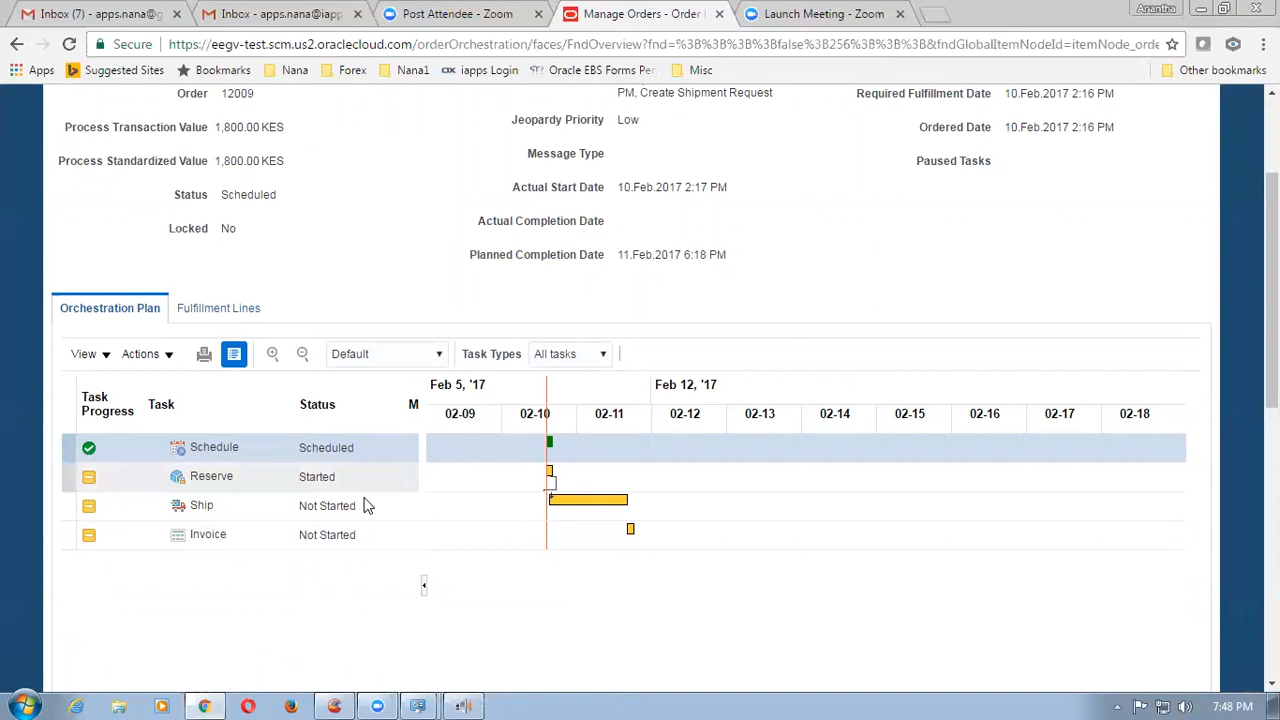 Inbox (7) - apps.nana@g
Inbox - apps.nana@iapp
Post Attendee - Zoom
Manage Orders - Order
Launch Meeting - Zoom
Anantha
Secure
https://eegv-test.scm.us2.oraclecloud.com/orderOrchestration/faces/FndOverview?fnd=%3B%3B%3B%3Bfalse%3B256%3B%3B%3B&fndGlobalItemNodeId=itemNode_orde
Apps
Suggested Sites
Bookmarks
Nana
Forex
Nana1
iapps Login
Oracle EBS Forms Per
Misc
Other bookmarks
Order 12009
PM, Create Shipment Request
Required Fulfillment Date 10.Feb.2017 2:16 PM
Process Transaction Value 1,800.00 KES
Jeopardy Priority Low
Ordered Date 10.Feb.2017 2:16 PM
Process Standardized Value 1,800.00 KES
Message Type
Paused Tasks
Status Scheduled
Actual Start Date 10.Feb.2017 2:17 PM
Locked No
Actual Completion Date
Planned Completion Date 11.Feb.2017 6:18 PM
Orchestration Plan
Fulfillment Lines
View
Actions
Default
Task Types
All tasks
Task Progress
Task
Status
M
Feb 5, '17
Feb 12, '17
02-09 02-10 02-11 02-12 02-13 02-14 02-15 02-16 02-17 02-18
Schedule Scheduled
Reserve Started
Ship Not Started
Invoice Not Started
7:48 PM